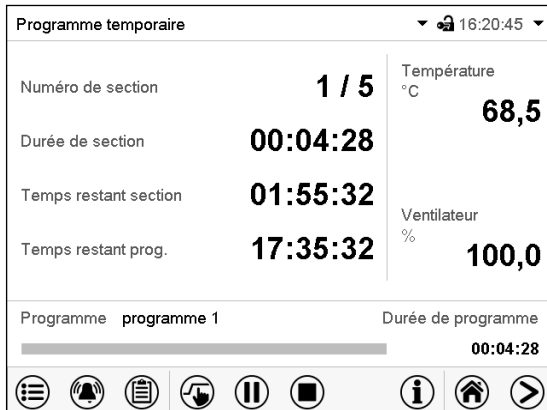 Programme temporaire 16:20:45
Numéro de section 1 / 5
Durée de section 00:04:28
Temps restant section 01:55:32
Temps restant prog. 17:35:32
Température
°C
68,5
Ventilateur
%
100,0
Programme programme 1 Durée de programme
00:04:28